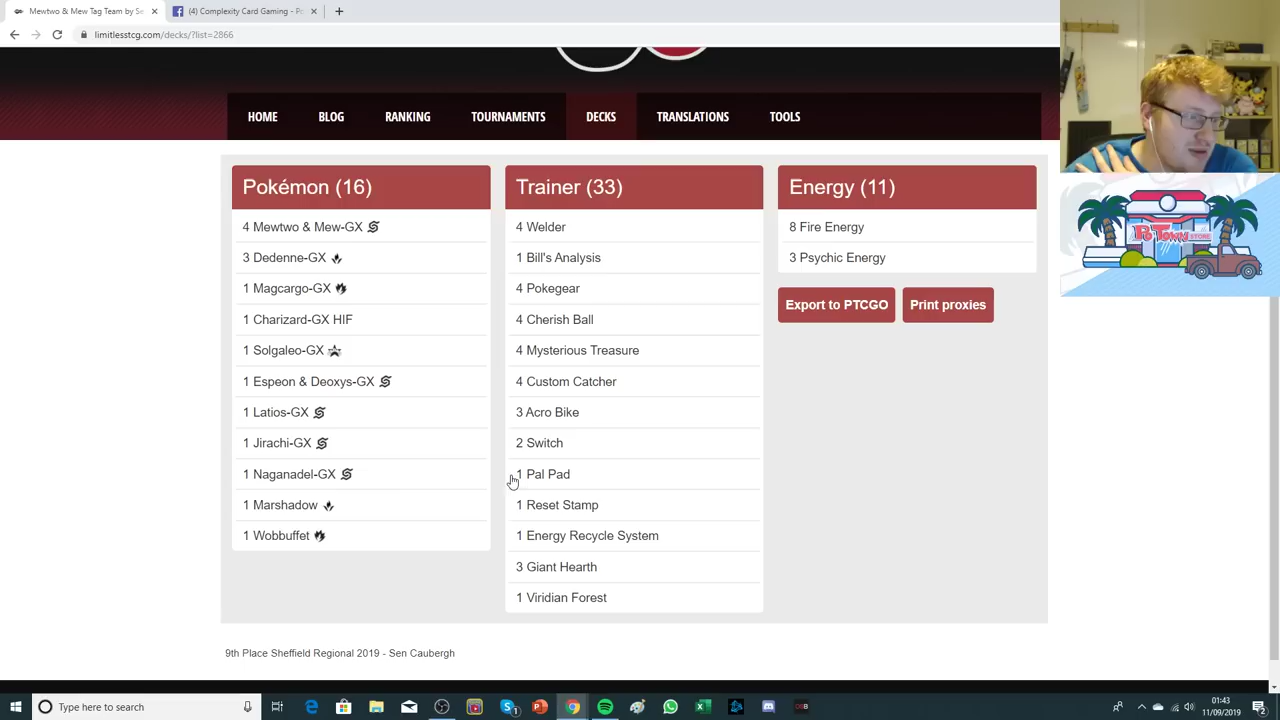 Mewtwo & Mew Tag Team by Se
(4) Complexity Card Gaming - Po
limitlesstcg.com/decks/?list=2866
HOME
BLOG
RANKING
TOURNAMENTS
DECKS
TRANSLATIONS
TOOLS
Pokémon (16)
4 Mewtwo & Mew-GX
3 Dedenne-GX
1 Magcargo-GX
1 Charizard-GX HIF
1 Solgaleo-GX
1 Espeon & Deoxys-GX
1 Latios-GX
1 Jirachi-GX
1 Naganadel-GX
1 Marshadow
1 Wobbuffet
Trainer (33)
4 Welder
1 Bill's Analysis
4 Pokegear
4 Cherish Ball
4 Mysterious Treasure
4 Custom Catcher
3 Acro Bike
2 Switch
1 Pal Pad
1 Reset Stamp
1 Energy Recycle System
3 Giant Hearth
1 Viridian Forest
Energy (11)
8 Fire Energy
3 Psychic Energy
Export to PTCGO
Print proxies
PoTown
STORE
9th Place Sheffield Regional 2019 - Sen Caubergh
Type here to search
01:43
11/09/2019